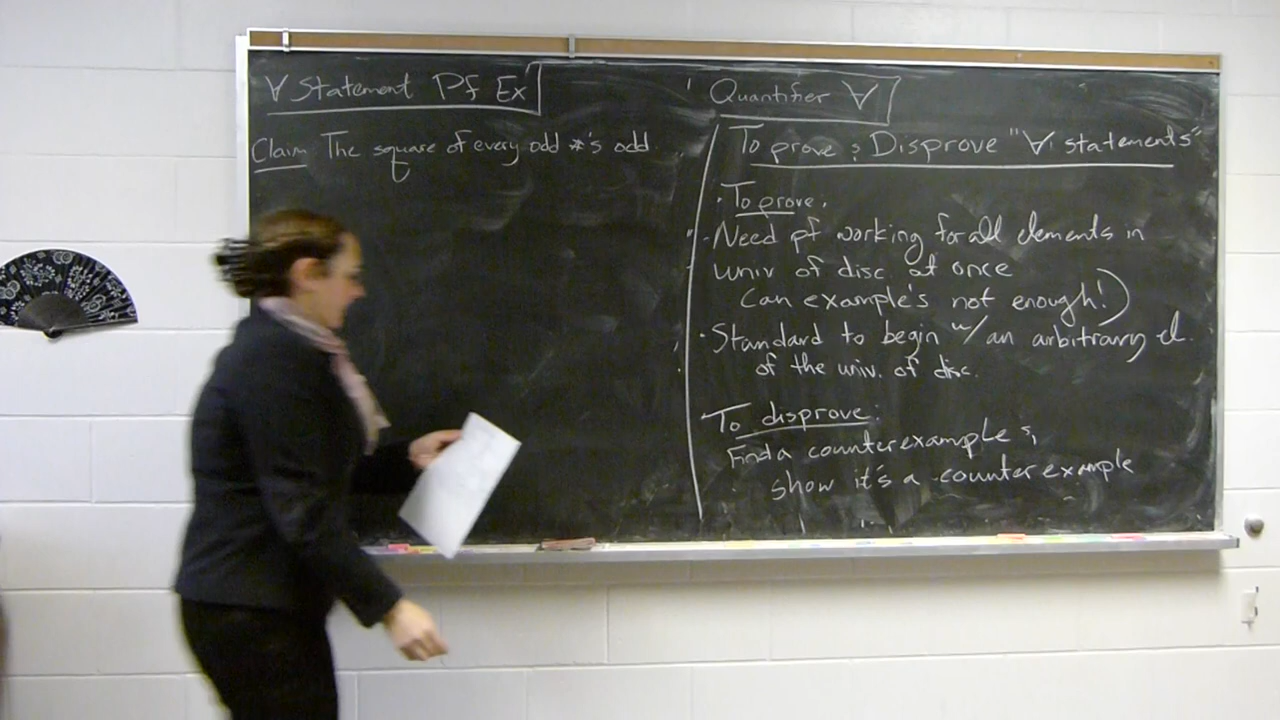 ∀ Statement Pf Ex
Claim The square of every odd #'s odd.
Quantifier ∀
To prove & Disprove "∀ statements"
· To prove:
· Need pf working for all elements in
univ of disc. at once
(an example's not enough!)
· Standard to begin w/ an arbitrary el.
of the univ. of disc.
To disprove:
Find a counterexample &
show it's a counterexample